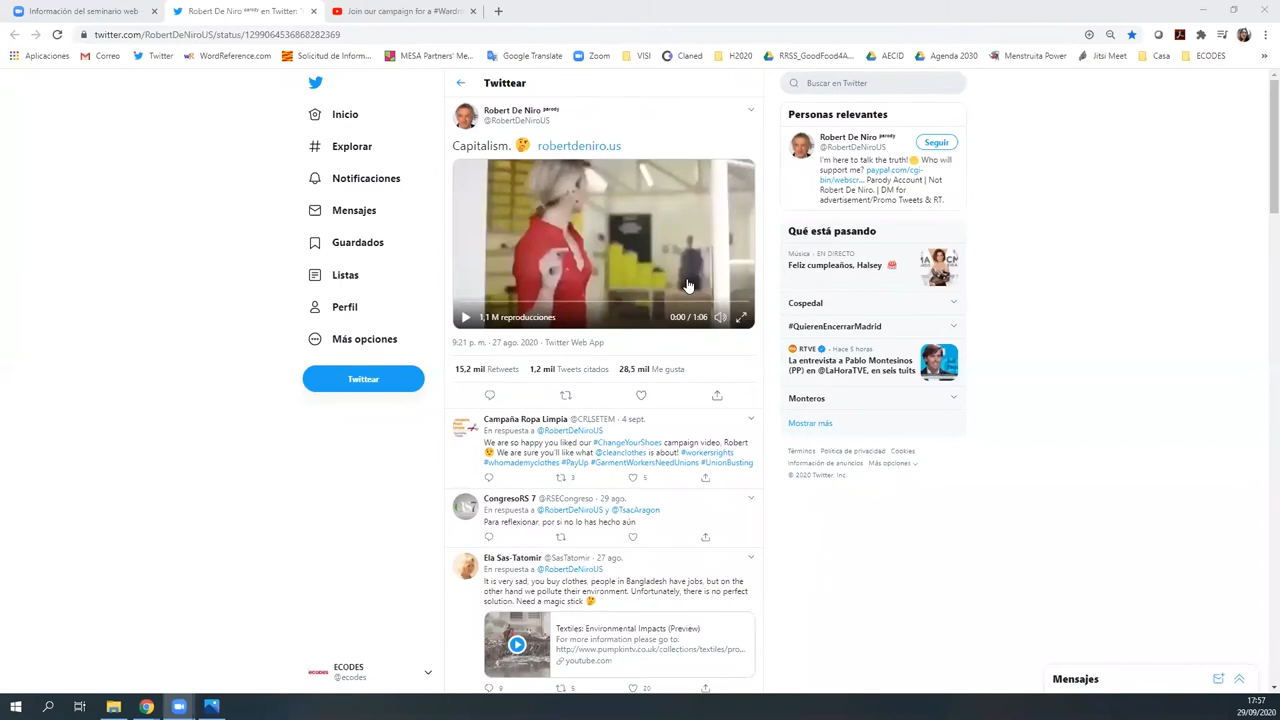 Información del seminario web
Robert De Niro ᵖᵃʳᵒᵈʸ en Twitter: "
Join our campaign for a #Wardr
twitter.com/RobertDeNiroUS/status/1299064536868282369
Aplicaciones
Correo
Twitter
WordReference.com
Solicitud de Inform...
MESA Partners' Me...
Google Translate
Zoom
VISI
Claned
H2020
RRSS_GoodFood4A...
AECID
Agenda 2030
Menstruita Power
Jitsi Meet
Casa
ECODES
Inicio
Explorar
Notificaciones
Mensajes
Guardados
Listas
Perfil
Más opciones
Twittear
ECODES
@ecodes
Twittear
Robert De Niro ᵖᵃʳᵒᵈʸ
@RobertDeNiroUS
Capitalism. 🤔 robertdeniro.us
1,1 M reproducciones
0:00 / 1:06
9:21 p. m. · 27 ago. 2020 · Twitter Web App
15,2 mil Retweets 1,2 mil Tweets citados 28,5 mil Me gusta
Campaña Ropa Limpia @CRLSETEM · 4 sept.
En respuesta a @RobertDeNiroUS
We are so happy you liked our #ChangeYourShoes campaign video, Robert
We are sure you'll like what @cleanclothes is about! #workersrights
#whomademyclothes #PayUp #GarmentWorkersNeedUnions #UnionBusting
3 5
CongresoRS 7 @RSECongreso · 29 ago.
En respuesta a @RobertDeNiroUS y @TsacAragon
Para reflexionar, por si no lo has hecho aún
Ela Sas-Tatomir @SasTatomir · 27 ago.
En respuesta a @RobertDeNiroUS
It is very sad, you buy clothes, people in Bangladesh have jobs, but on the
other hand we pollute their environment. Unfortunately, there is no perfect
solution. Need a magic stick 🤔
Textiles: Environmental Impacts (Preview)
For more information please go to:
http://www.pumpkintv.co.uk/collections/textiles/pro...
youtube.com
9 5 20
Buscar en Twitter
Personas relevantes
Robert De Niro ᵖᵃʳᵒᵈʸ
@RobertDeNiroUS
Seguir
I'm here to talk the truth! Who will
support me? paypal.com/cgi-
bin/webscr... Parody Account | Not
Robert De Niro. | DM for
advertisement/Promo Tweets & RT.
Qué está pasando
Música · EN DIRECTO
Feliz cumpleaños, Halsey
Cospedal
#QuierenEncerrarMadrid
RTVE · Hace 5 horas
La entrevista a Pablo Montesinos
(PP) en @LaHoraTVE, en seis tuits
Monteros
Mostrar más
Términos Política de privacidad Cookies
Información de anuncios Más opciones
© 2020 Twitter, Inc.
Mensajes
17:57
29/09/2020